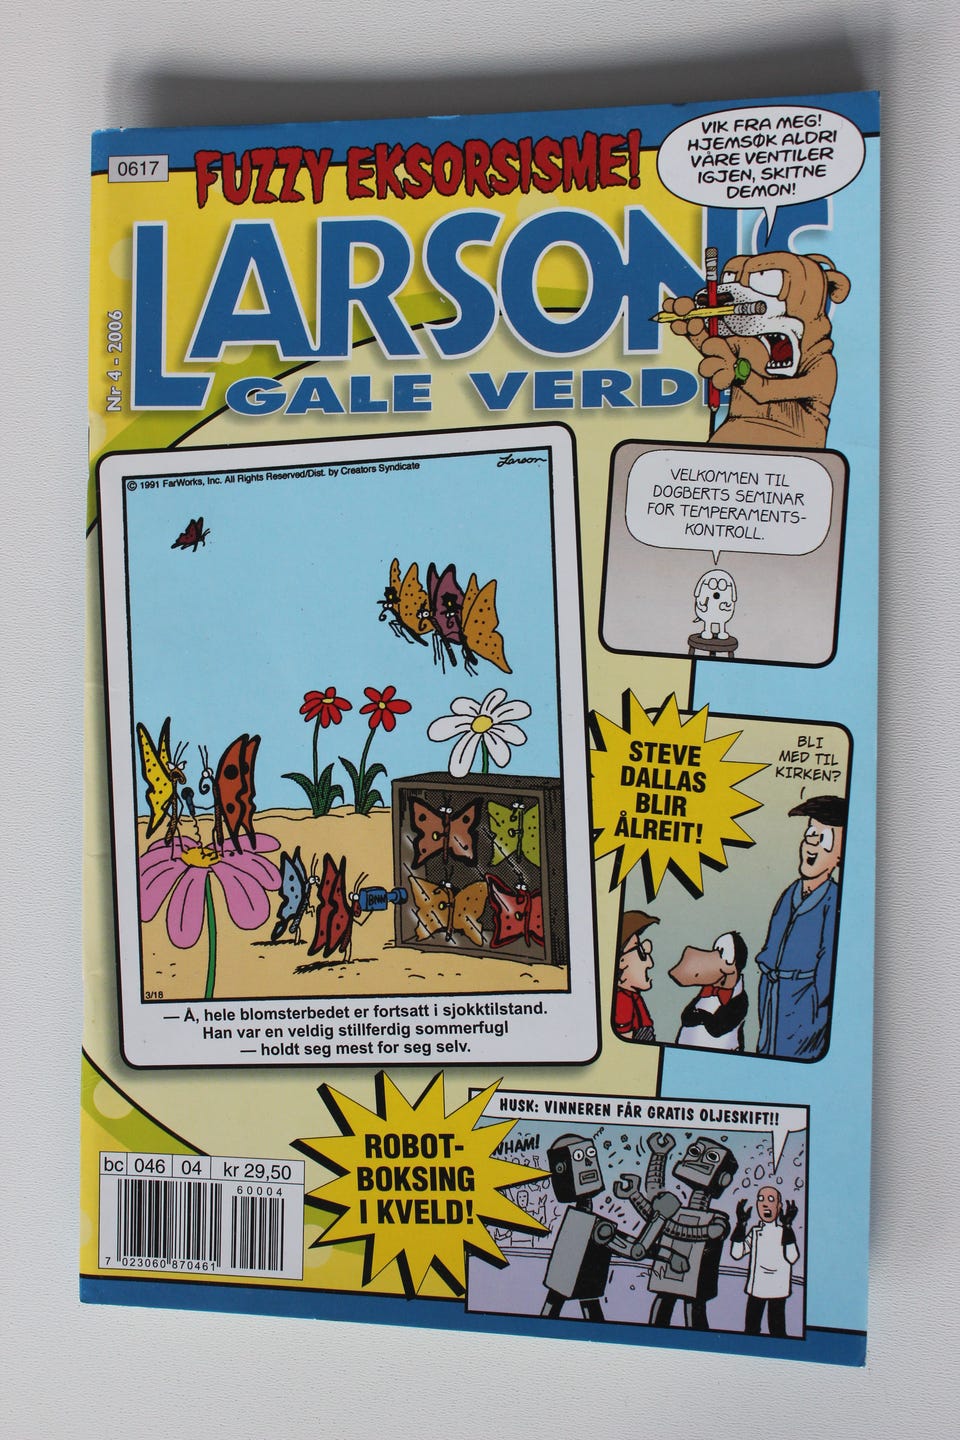 0617
FUZZY EKSORSISME!
VIK FRA MEG!
HJEMSØK ALDRI
VÅRE VENTILER
IGJEN, SKITNE
DEMON!
LARSONS
GALE VERD
Nr 4 - 2006
© 1991 FarWorks, Inc. All Rights Reserved/Dist. by Creators Syndicate
Larson
BNN
3/18
— Å, hele blomsterbedet er fortsatt i sjokktilstand.
Han var en veldig stillferdig sommerfugl
— holdt seg mest for seg selv.
VELKOMMEN TIL
DOGBERTS SEMINAR
FOR TEMPERAMENTS-
KONTROLL.
STEVE
DALLAS
BLIR
ÅLREIT!
BLI
MED TIL
KIRKEN?
ROBOT-
BOKSING
I KVELD!
HUSK: VINNEREN FÅR GRATIS OLJESKIFT!!
WHAM!
bc 046 04 kr 29,50
60004
7 023060 870461